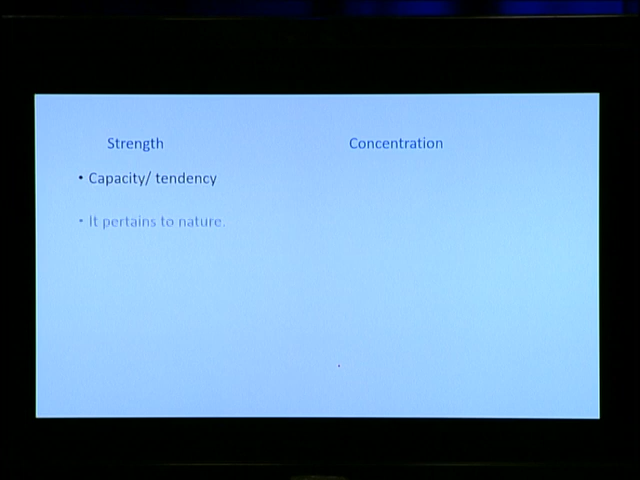 Strength Concentration
• Capacity/ tendency
• It pertains to nature.